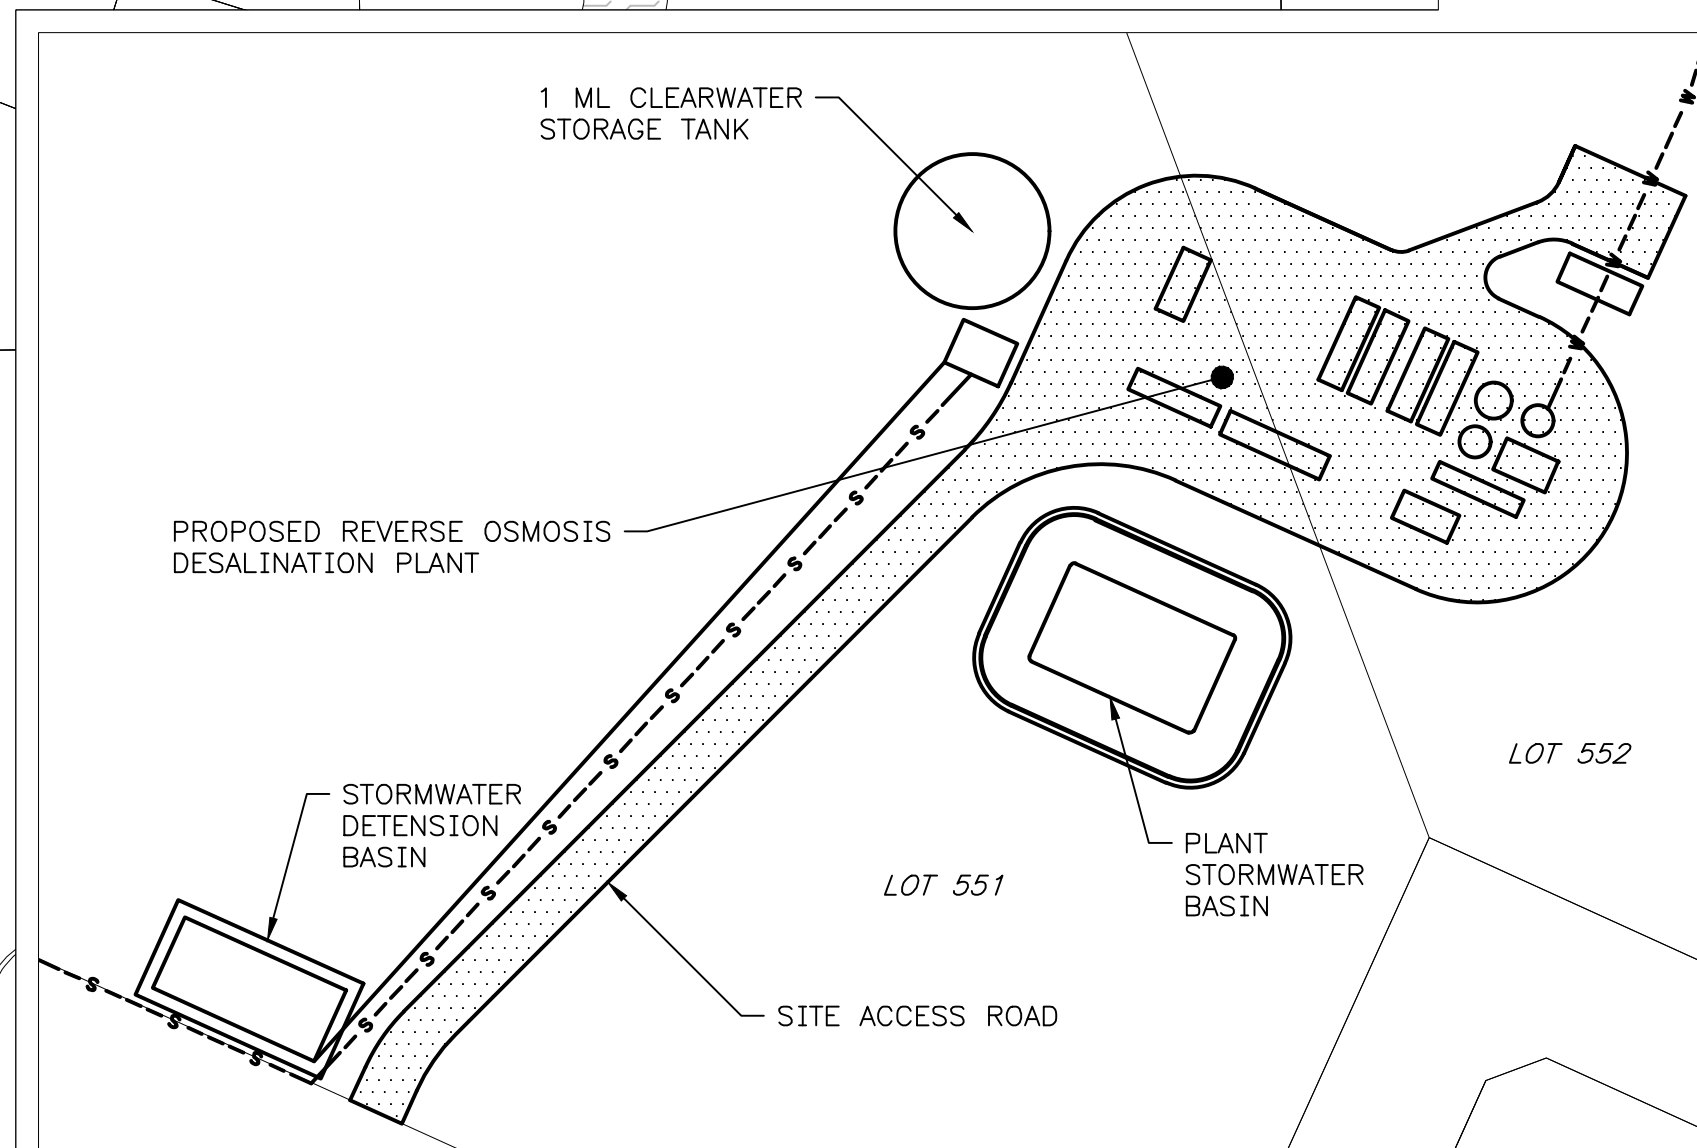 1 ML CLEARWATER
STORAGE TANK
W
W
W
W
S
S
PROPOSED REVERSE OSMOSIS
DESALINATION PLANT
S
S
S
S
LOT 552
S
STORMWATER
DETENSION
BASIN
S
PLANT
STORMWATER
BASIN
LOT 551
S
S
S
S
SITE ACCESS ROAD
S
S